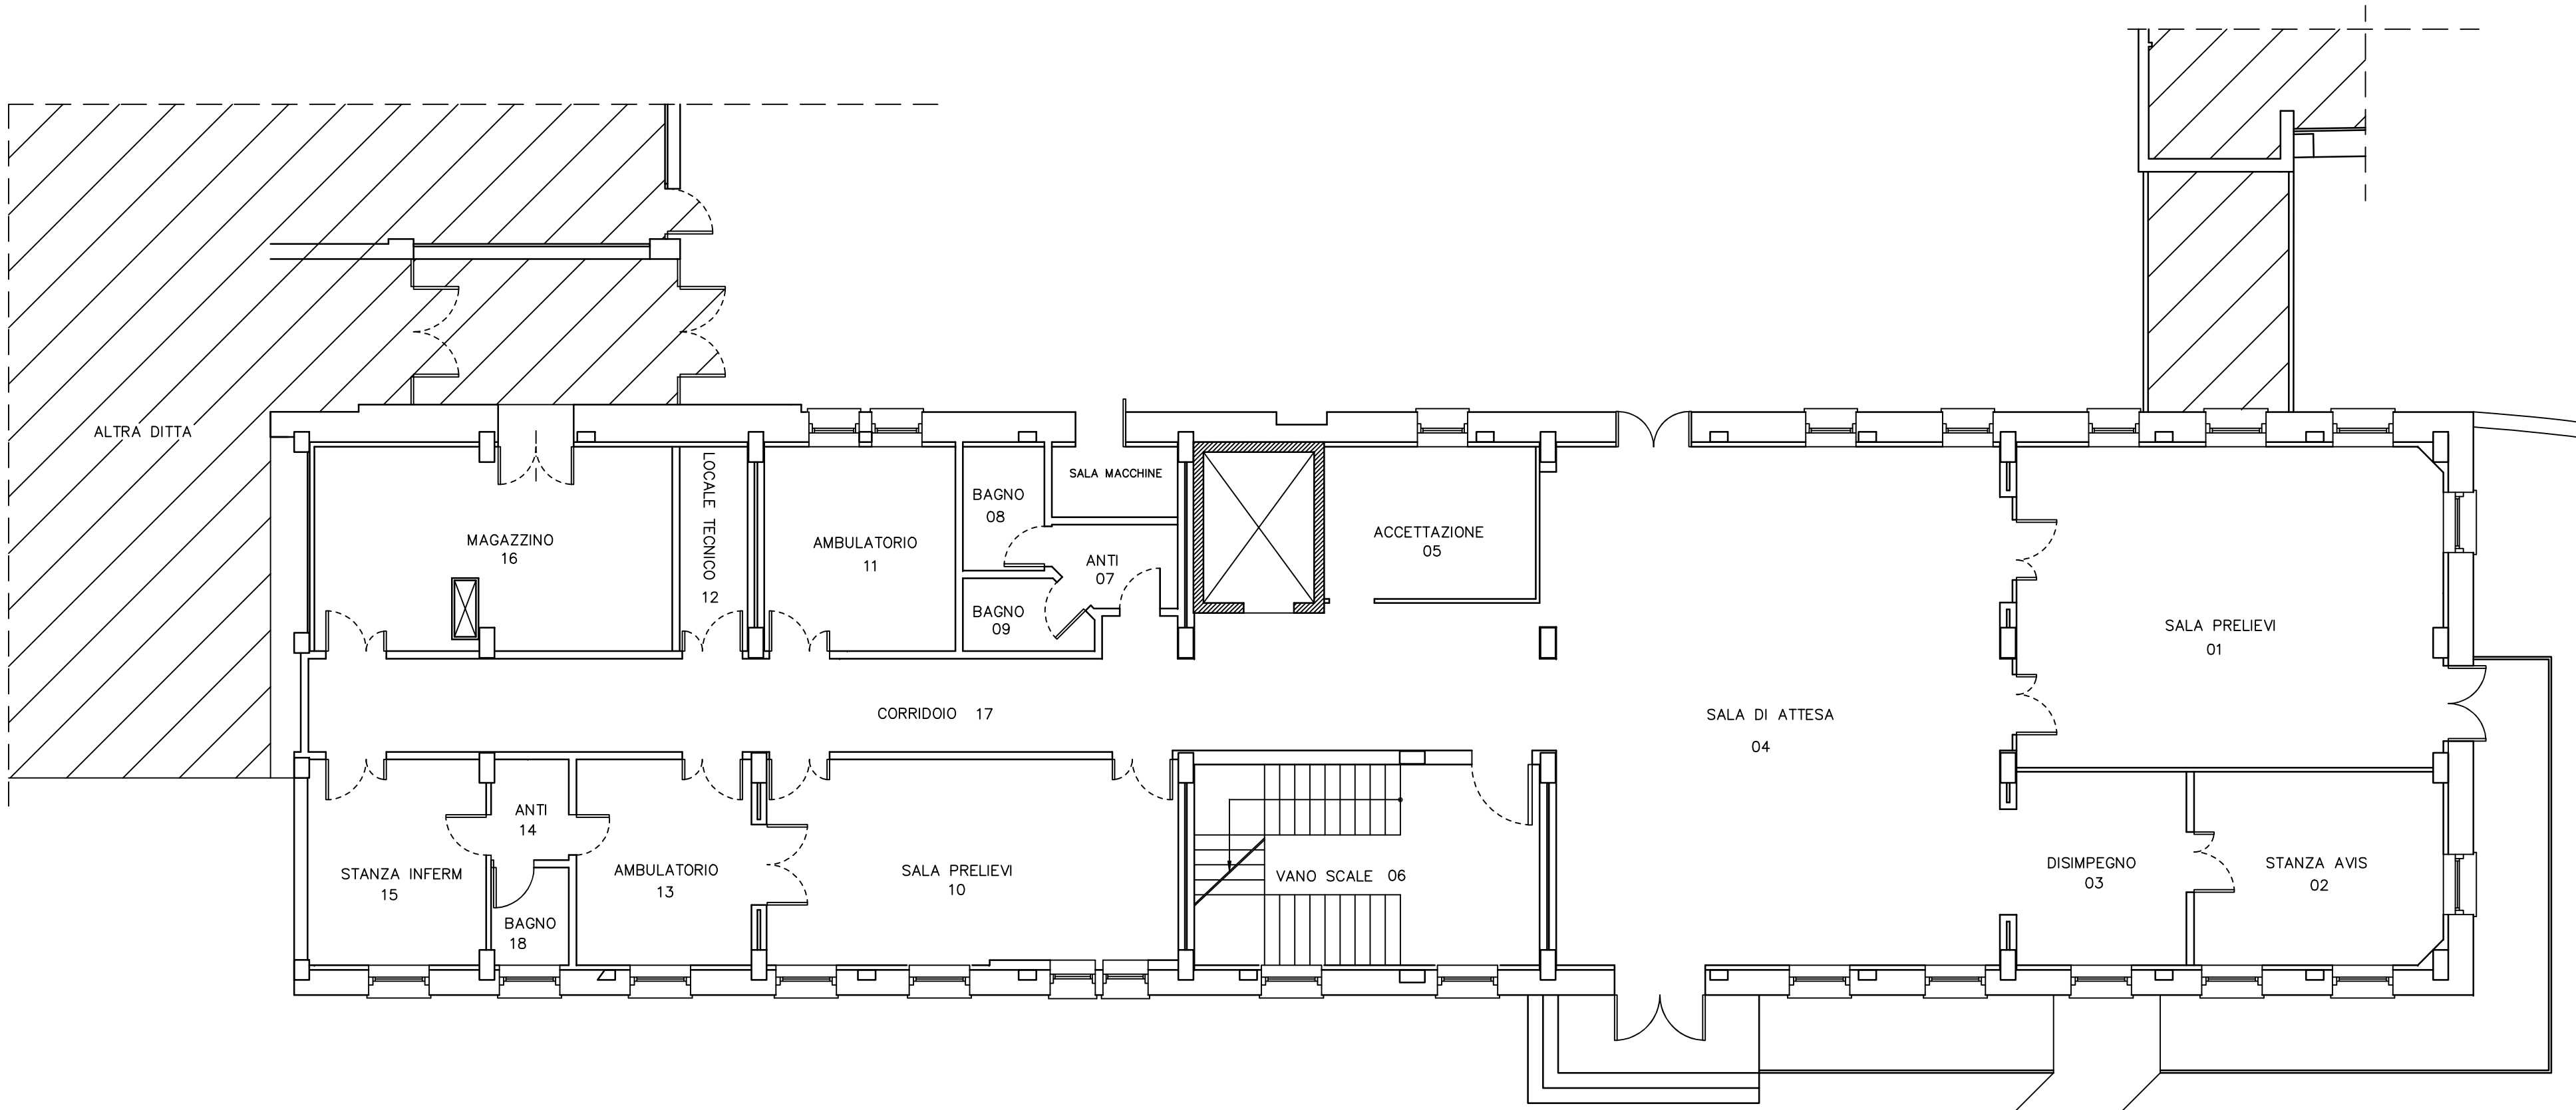 ALTRA DITTA
MAGAZZINO
16
LOCALE TECNICO 12
AMBULATORIO
11
BAGNO
08
SALA MACCHINE
ANTI
07
BAGNO
09
ACCETTAZIONE
05
SALA PRELIEVI
01
CORRIDOIO 17
SALA DI ATTESA
04
STANZA INFERM
15
ANTI
14
BAGNO
18
AMBULATORIO
13
SALA PRELIEVI
10
VANO SCALE 06
DISIMPEGNO
03
STANZA AVIS
02